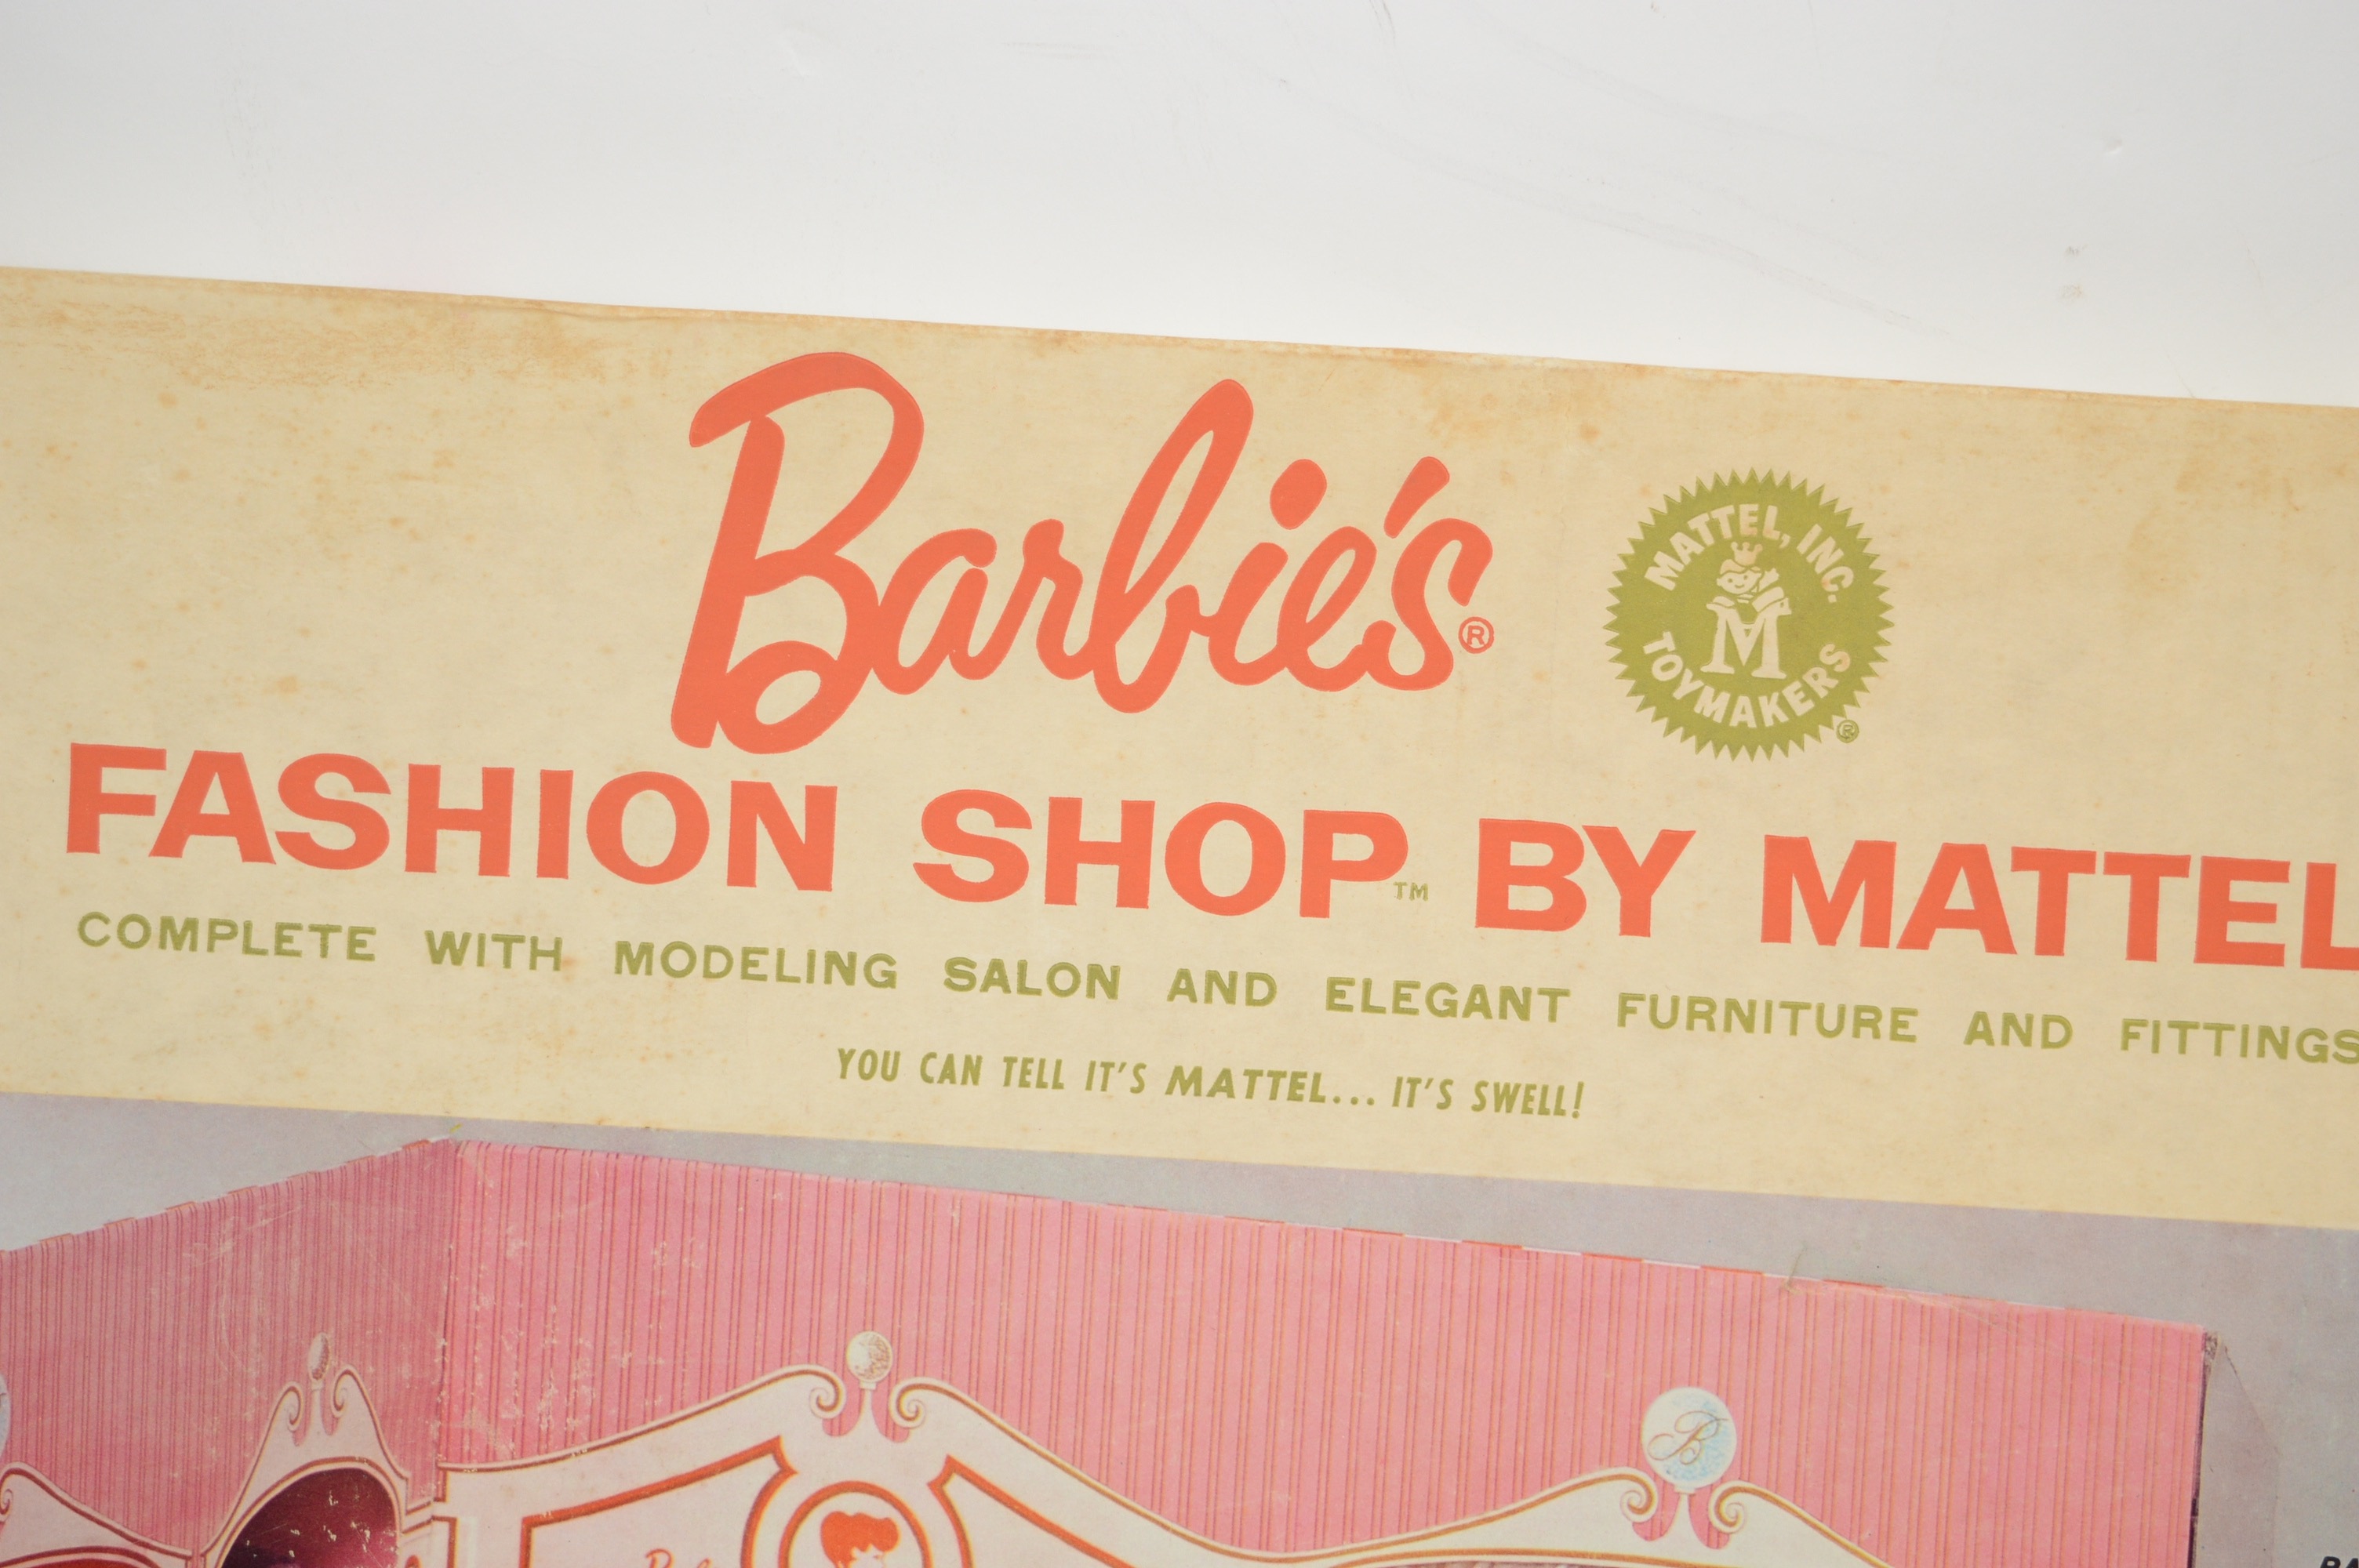 Barbie's®
MATTEL, INC.
M
TOYMAKERS
®
FASHION SHOP™ BY MATTEL
COMPLETE WITH MODELING SALON AND ELEGANT FURNITURE AND FITTINGS
YOU CAN TELL IT'S MATTEL... IT'S SWELL!
B